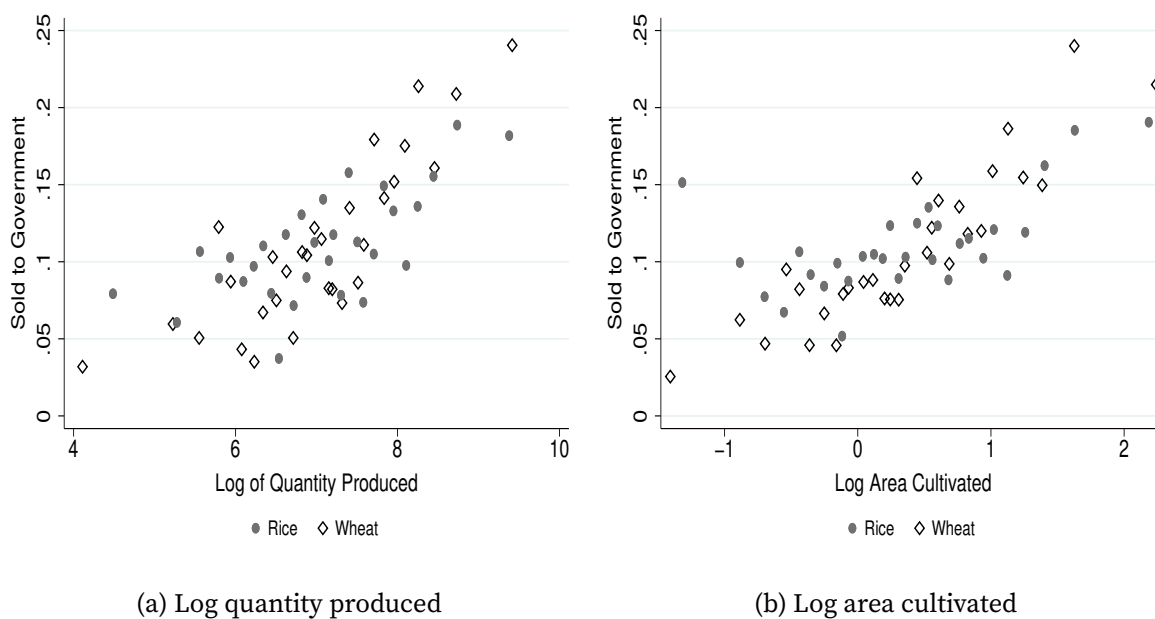 Sold to Government
.25
.2
.15
.1
.05
0
4 6 8 10
Log of Quantity Produced
Rice Wheat
(a) Log quantity produced
Sold to Government
.25
.2
.15
.1
.05
0
−1 0 1 2
Log Area Cultivated
Rice Wheat
(b) Log area cultivated